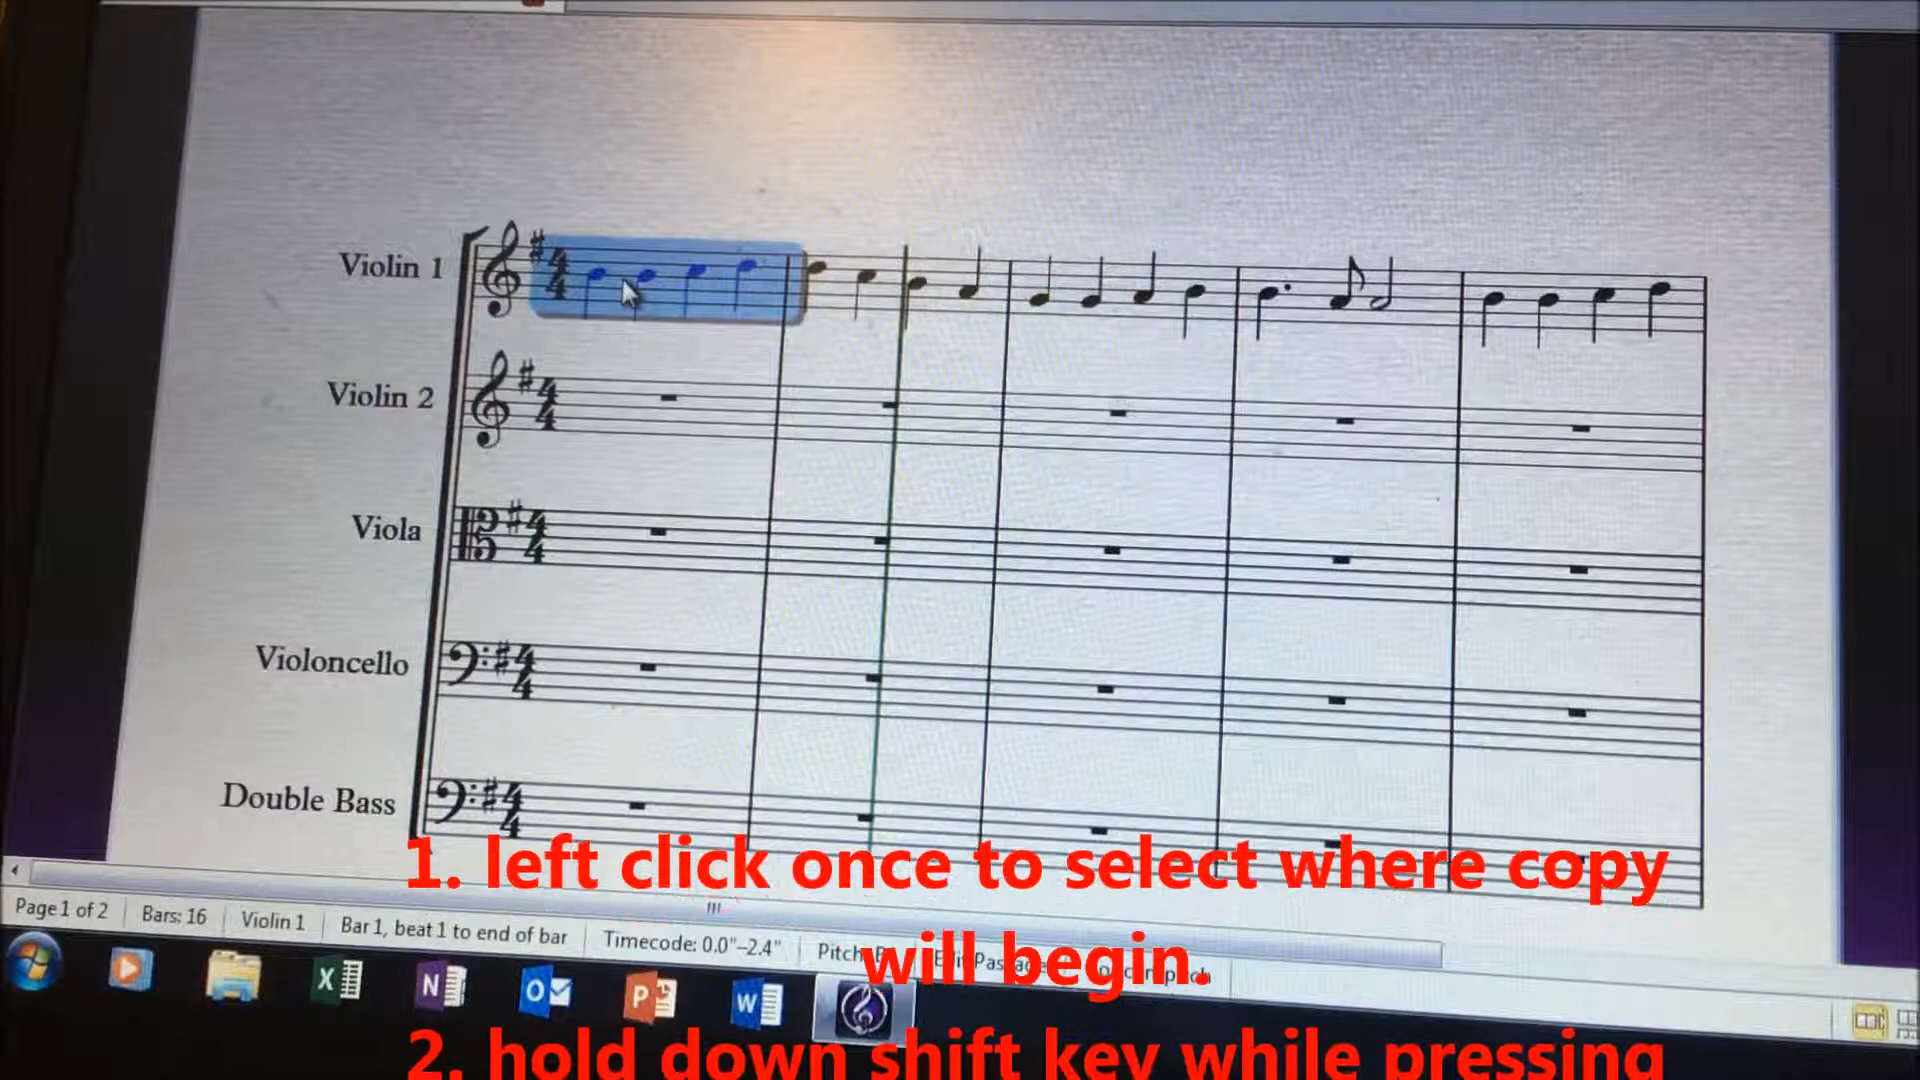 Violin 1
Violin 2
Viola
Violoncello
Double Bass
1. left click once to select where copy
will begin.
2. hold down shift key while pressing
Page 1 of 2
Bars: 16
Violin 1
Bar 1, beat 1 to end of bar
Timecode: 0.0"–2.4"